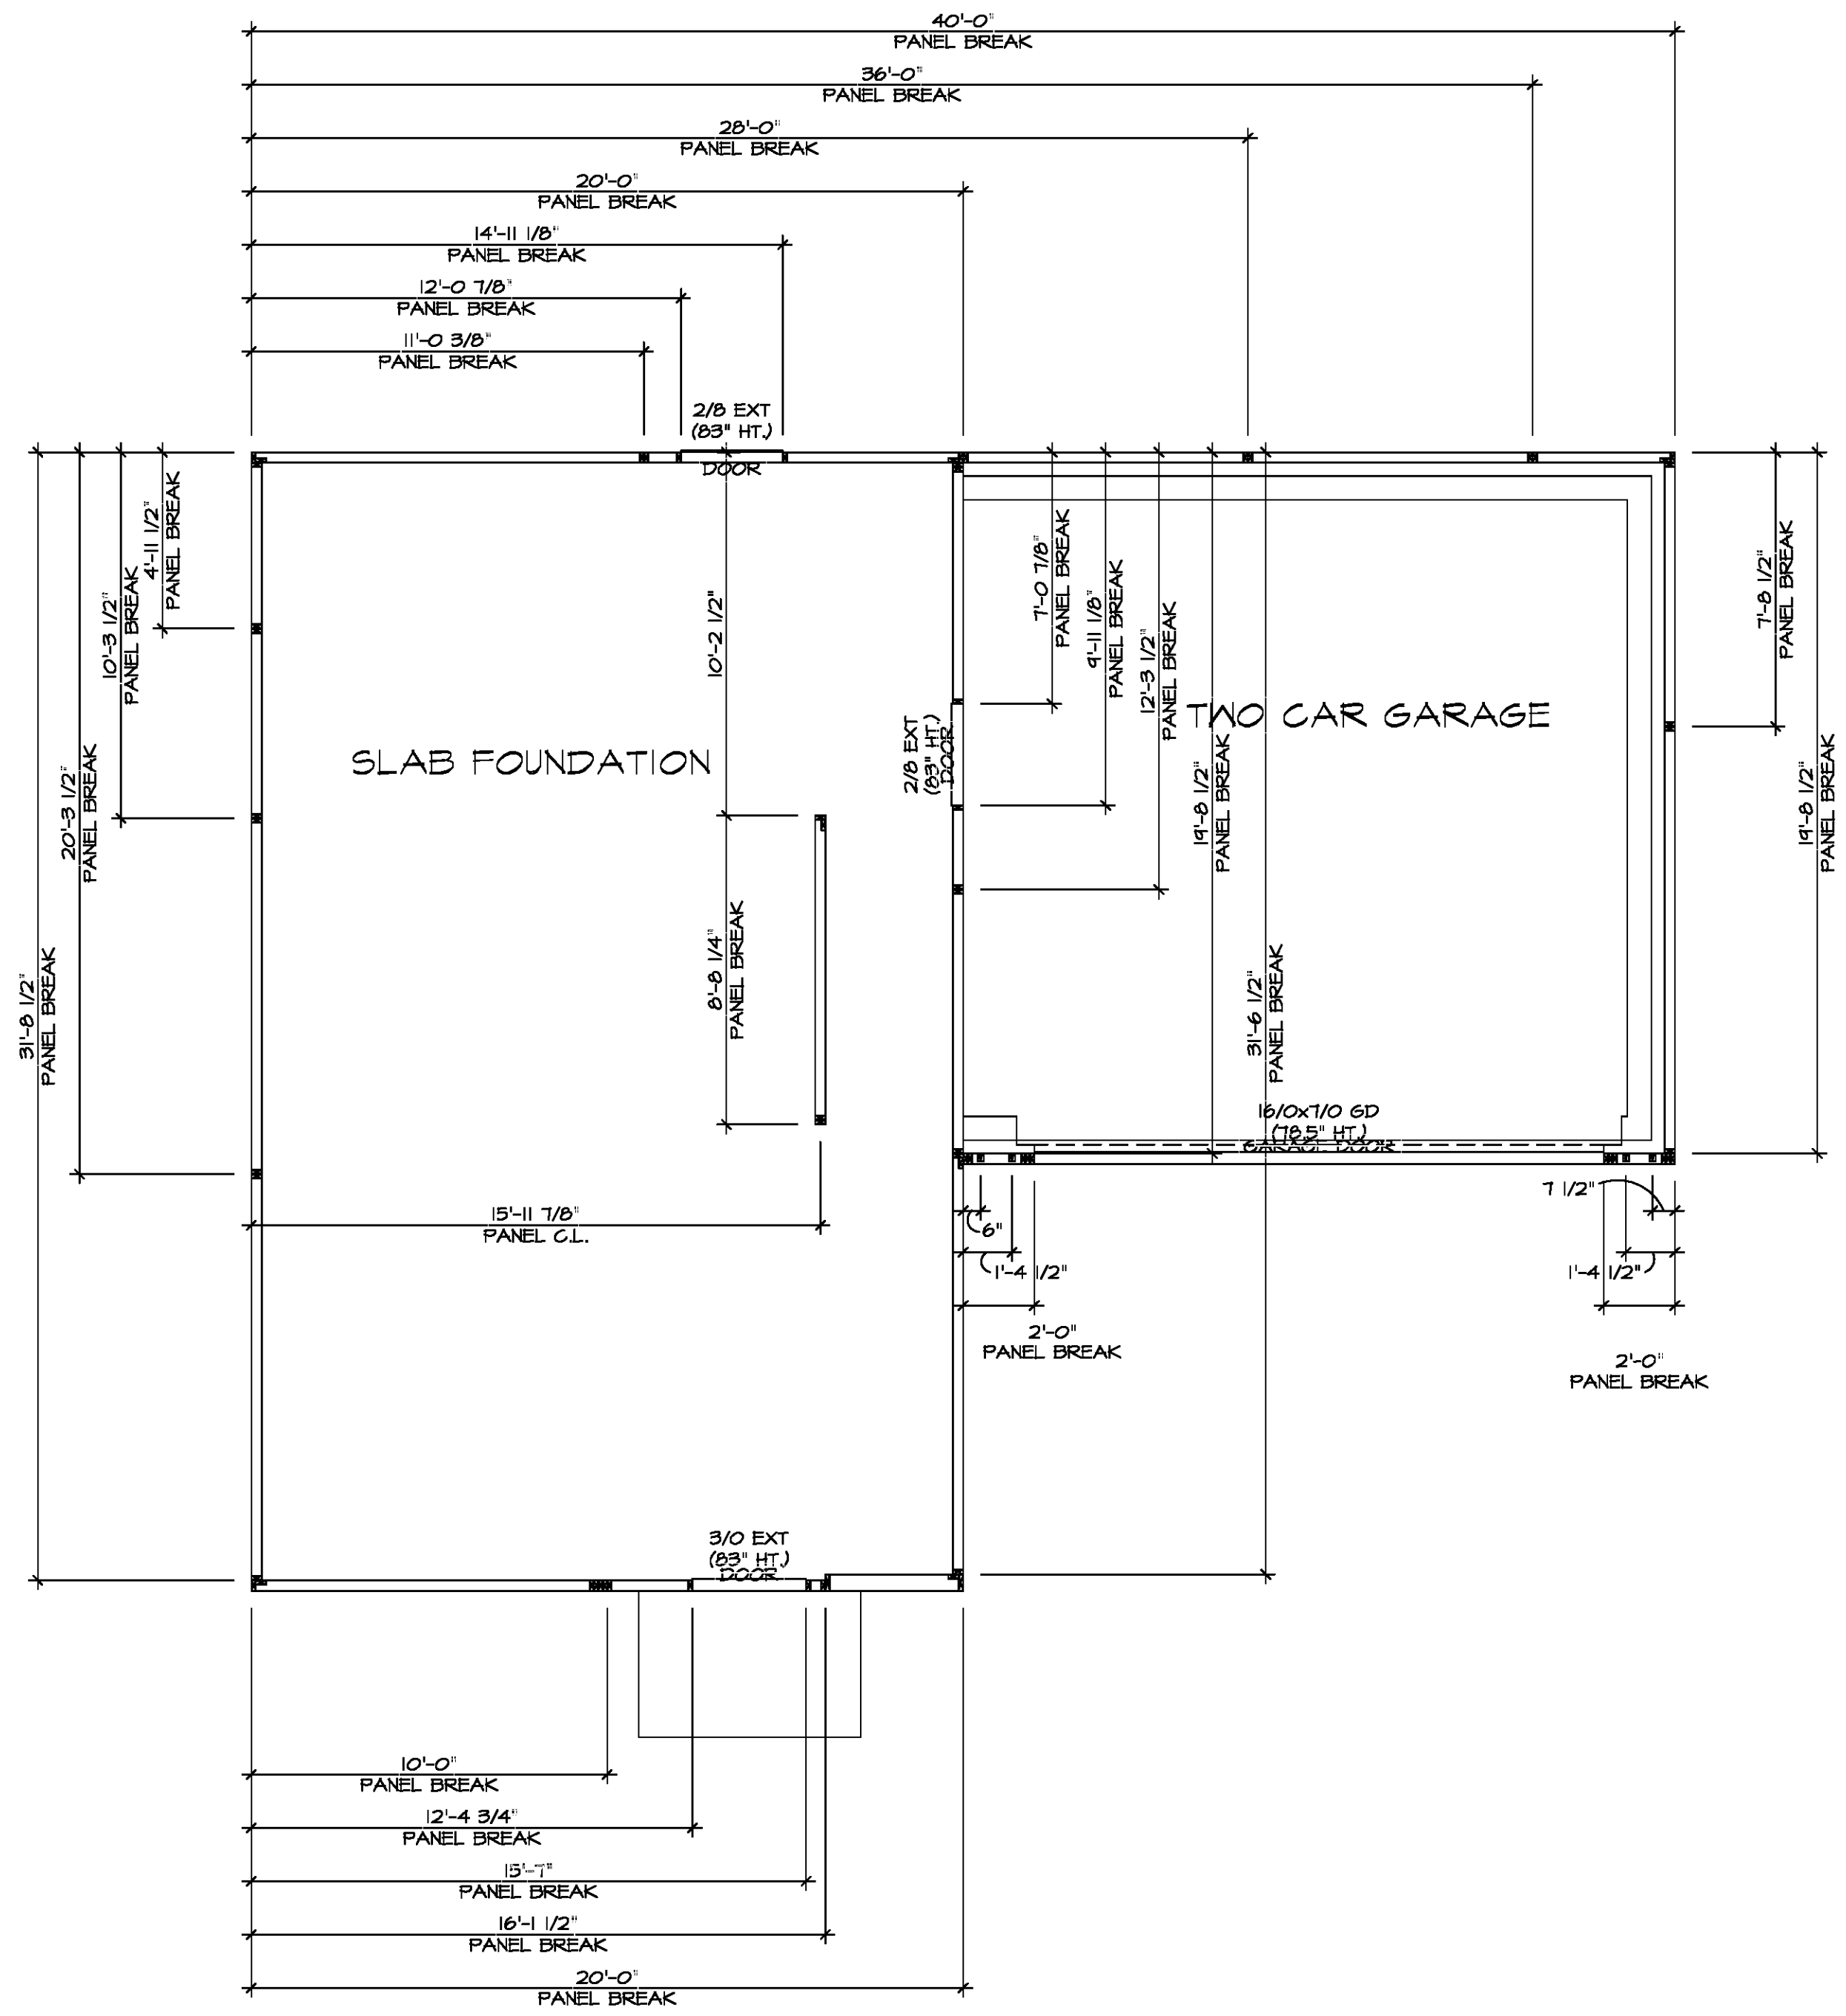 40'-0"
PANEL BREAK
36'-0"
PANEL BREAK
28'-0"
PANEL BREAK
20'-0"
PANEL BREAK
14'-11 1/8"
PANEL BREAK
12'-0 7/8"
PANEL BREAK
11'-0 3/8"
PANEL BREAK
2/8 EXT
(83" HT.)
DOOR
4'-11 1/2"
PANEL BREAK
10'-3 1/2"
PANEL BREAK
20'-3 1/2"
PANEL BREAK
31'-8 1/2"
PANEL BREAK
SLAB FOUNDATION
10'-2 1/2"
8'-8 1/4"
PANEL BREAK
2/8 EXT
(83" HT.)
DOOR
7'-0 7/8"
PANEL BREAK
9'-11 1/8"
PANEL BREAK
12'-3 1/2"
PANEL BREAK
19'-8 1/2"
PANEL BREAK
31'-6 1/2"
PANEL BREAK
TWO CAR GARAGE
7'-8 1/2"
PANEL BREAK
19'-8 1/2"
PANEL BREAK
16/0x7/0 GD
(78.5" HT.)
GARAGE DOOR
15'-11 7/8"
PANEL C.L.
6"
1'-4 1/2"
2'-0"
PANEL BREAK
7 1/2"
1'-4 1/2"
2'-0"
PANEL BREAK
3/0 EXT
(83" HT.)
DOOR
10'-0"
PANEL BREAK
12'-4 3/4"
PANEL BREAK
15'-7"
PANEL BREAK
16'-1 1/2"
PANEL BREAK
20'-0"
PANEL BREAK